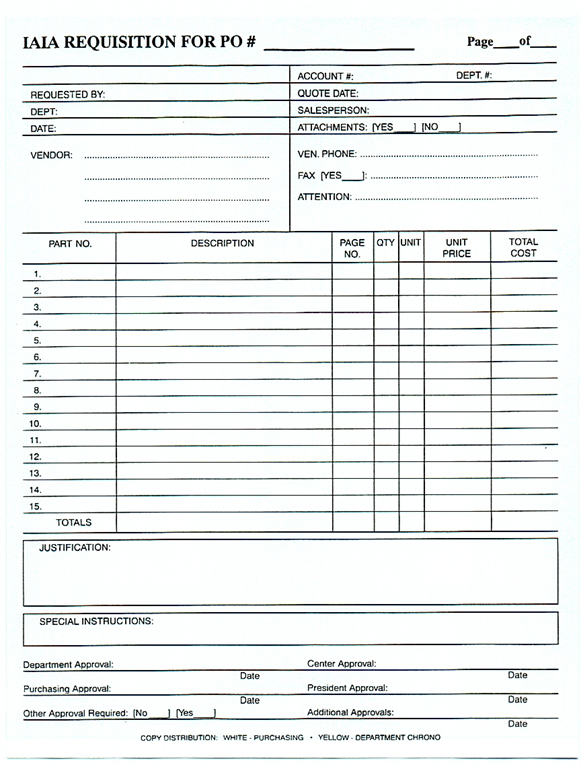 IAIA REQUISITION FOR PO # ____________ Page___of___
ACCOUNT #: DEPT. #:
REQUESTED BY: QUOTE DATE:
DEPT: SALESPERSON:
DATE: ATTACHMENTS: [YES___] [NO___]
VENDOR: ........................ VEN. PHONE: ........................
........................ FAX [YES___]: ........................
........................ ATTENTION: ........................
........................
PART NO. DESCRIPTION PAGE NO. QTY UNIT UNIT PRICE TOTAL COST
1.
2.
3.
4.
5.
6.
7.
8.
9.
10.
11.
12.
13.
14.
15.
TOTALS
JUSTIFICATION:
SPECIAL INSTRUCTIONS:
Department Approval: Center Approval:
Date Date
Purchasing Approval: President Approval:
Date Date
Other Approval Required: [No___] [Yes___] Additional Approvals:
Date
COPY DISTRIBUTION: WHITE - PURCHASING • YELLOW - DEPARTMENT CHRONO